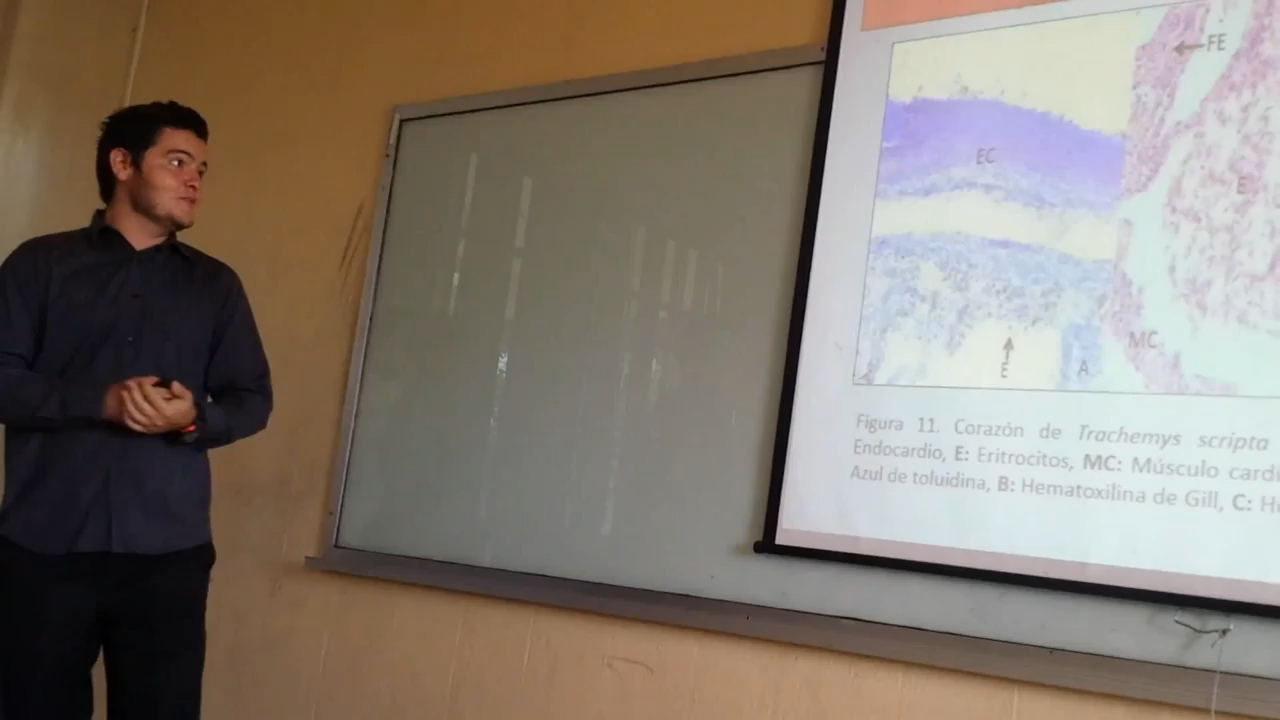 FE
EC
E
MC
E
A
Figura 11. Corazón de Trachemys scripta
Endocardio, E: Eritrocitos, MC: Músculo cardi
Azul de toluidina, B: Hematoxilina de Gill, C: He